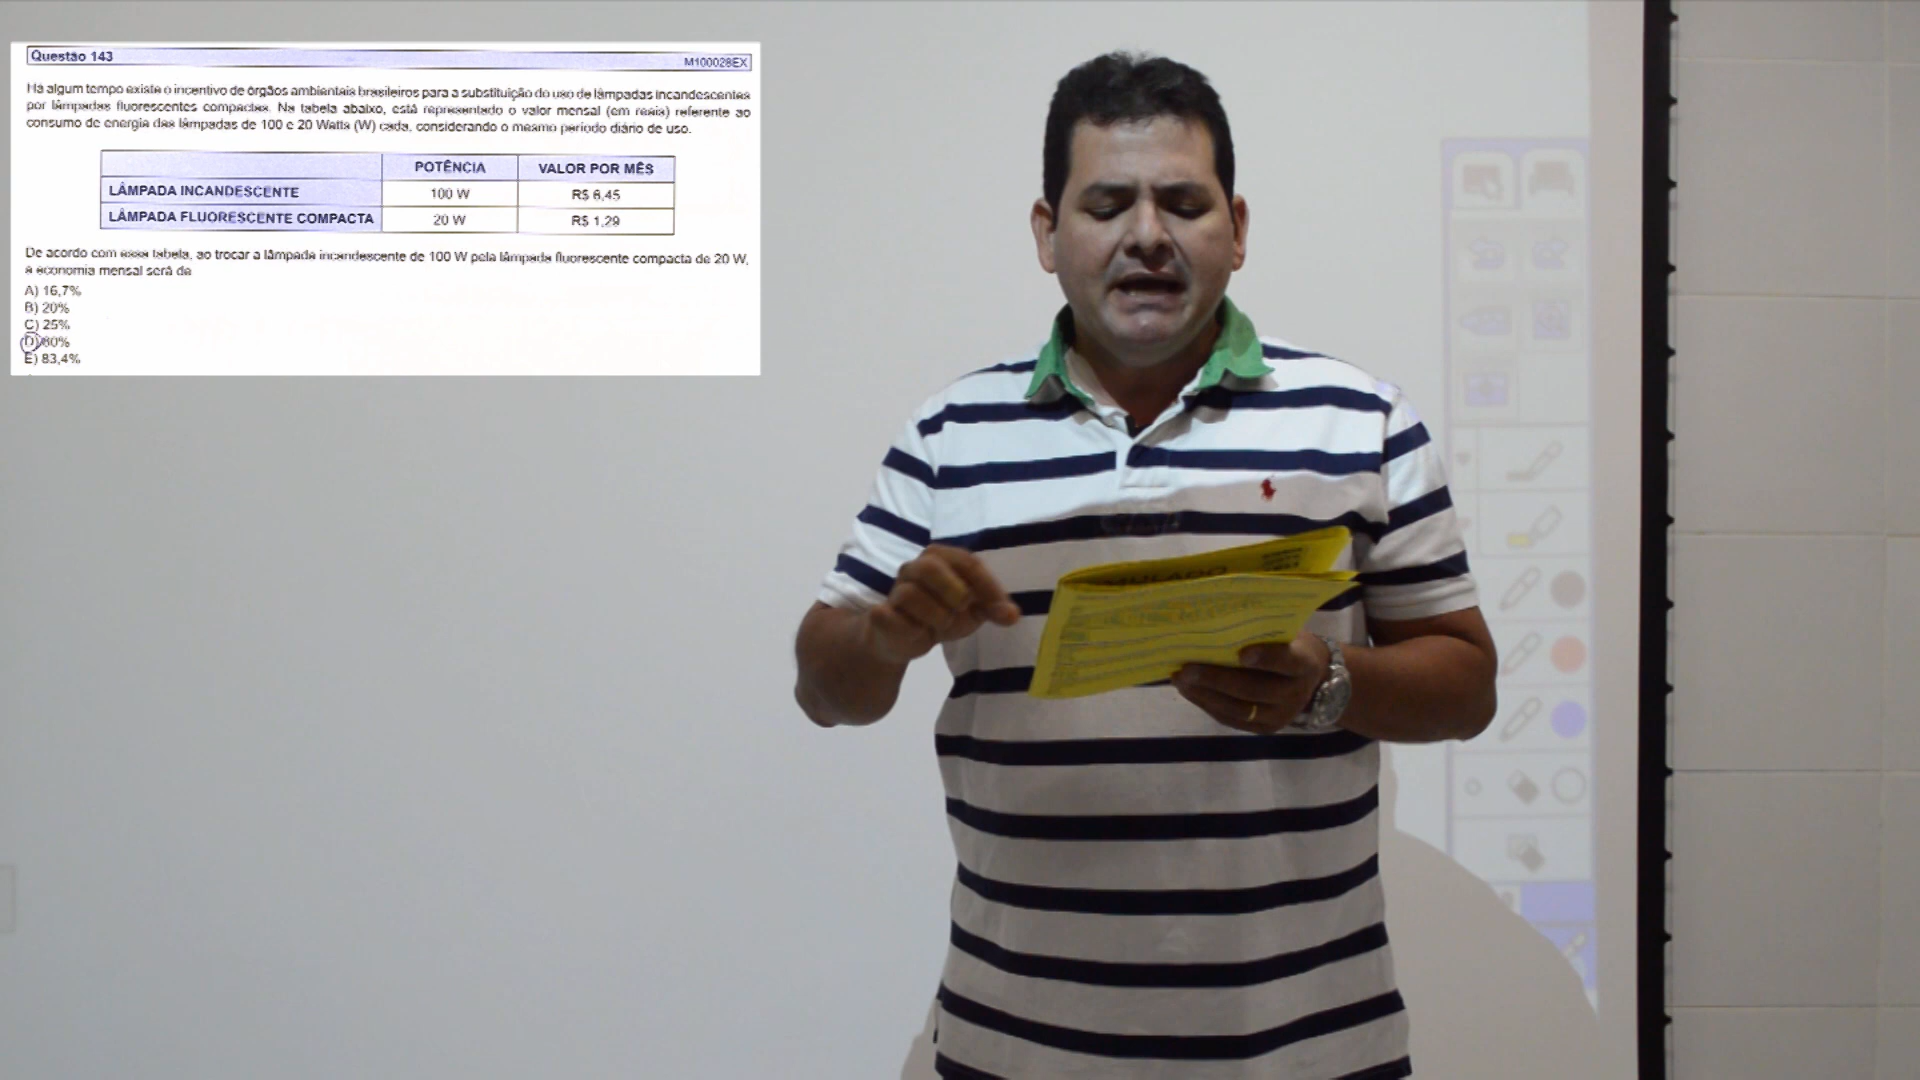 Questão 143
M100028EX
Há algum tempo existe o incentivo de órgãos ambientais brasileiros para a substituição do uso de lâmpadas incandescentes
por lâmpadas fluorescentes compactas. Na tabela abaixo, está representado o valor mensal (em reais) referente ao
consumo de energia das lâmpadas de 100 e 20 Watts (W) cada, considerando o mesmo período diário de uso.
POTÊNCIA VALOR POR MÊS
LÂMPADA INCANDESCENTE 100 W R$ 6,45
LÂMPADA FLUORESCENTE COMPACTA 20 W R$ 1,29
De acordo com essa tabela, ao trocar a lâmpada incandescente de 100 W pela lâmpada fluorescente compacta de 20 W,
a economia mensal será de
A) 16,7%
B) 20%
C) 25%
D) 80%
E) 83,4%